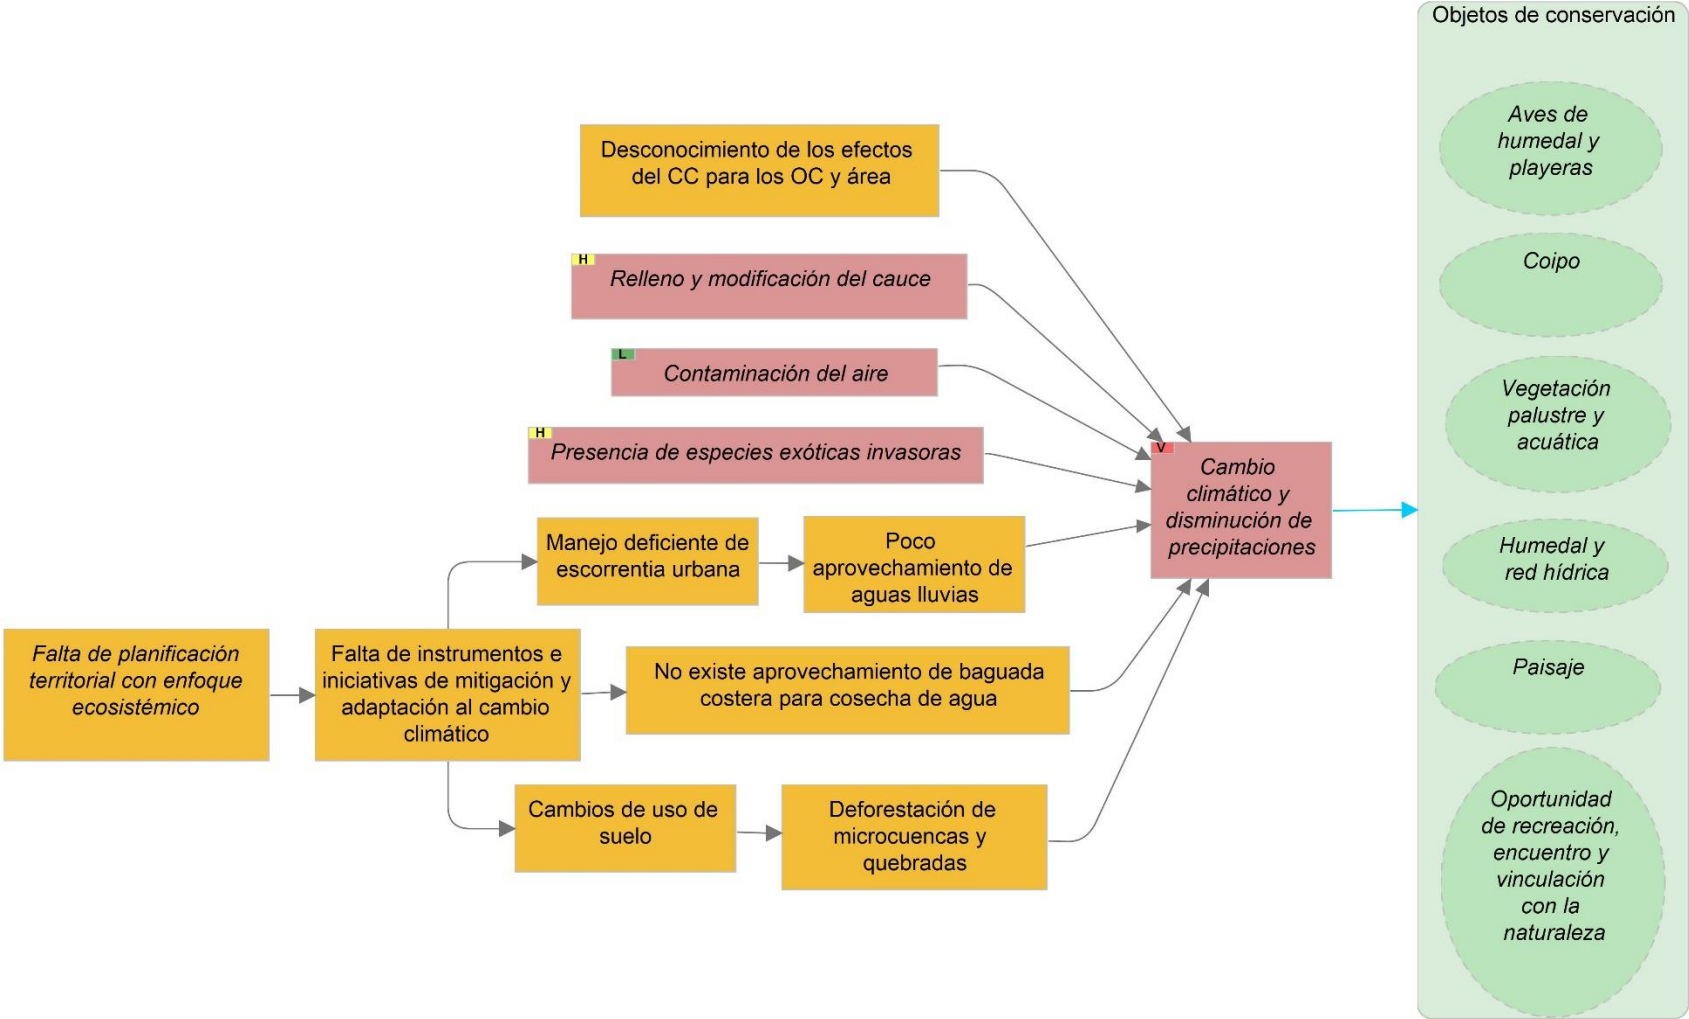 Objetos de conservación
Aves de
humedal y
playeras
Desconocimiento de los efectos
del CC para los OC y área
Coipo
H
Relleno y modificación del cauce
L
Contaminación del aire
Vegetación
palustre y
acuática
H
Presencia de especies exóticas invasoras
V
Cambio
climático y
disminución de
precipitaciones
Manejo deficiente de
escorrentia urbana
Poco
aprovechamiento de
aguas lluvias
Humedal y
red hídrica
Falta de planificación
territorial con enfoque
ecosistémico
Falta de instrumentos e
iniciativas de mitigación y
adaptación al cambio
climático
No existe aprovechamiento de baguada
costera para cosecha de agua
Paisaje
Cambios de uso de
suelo
Deforestación de
microcuencas y
quebradas
Oportunidad
de recreación,
encuentro y
vinculación
con la
naturaleza